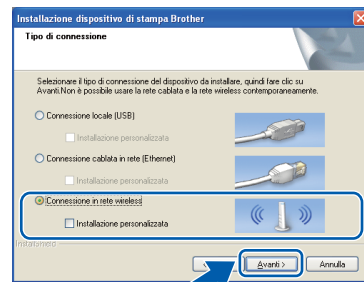 Installazione dispositivo di stampa Brother
Tipo di connessione
Selezionare il tipo di connessione del dispositivo da installare, quindi fare clic su
Avanti.Non è possibile usare la rete cablata e la rete wireless contemporaneamente.
Connessione locale (USB)
Installazione personalizzata
Connessione cablata in rete (Ethernet)
Installazione personalizzata
Connessione in rete wireless
Installazione personalizzata
Avanti >
Annulla